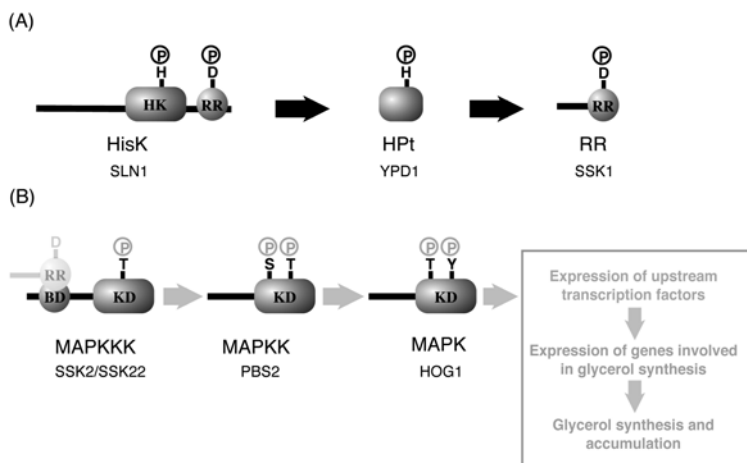 (A)
P P P P
H D H D
HK RR RR
HisK HPt RR
SLN1 YPD1 SSK1
(B)
D P P P P P
T S T T Y
RR
BD KD KD KD
MAPKKK MAPKK MAPK
SSK2/SSK22 PBS2 HOG1
Expression of upstream
transcription factors
Expression of genes involved
in glycerol synthesis
Glycerol synthesis and
accumulation